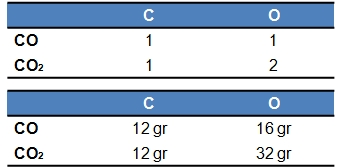 C O
CO 1 1
CO₂ 1 2
C O
CO 12 gr 16 gr
CO₂ 12 gr 32 gr